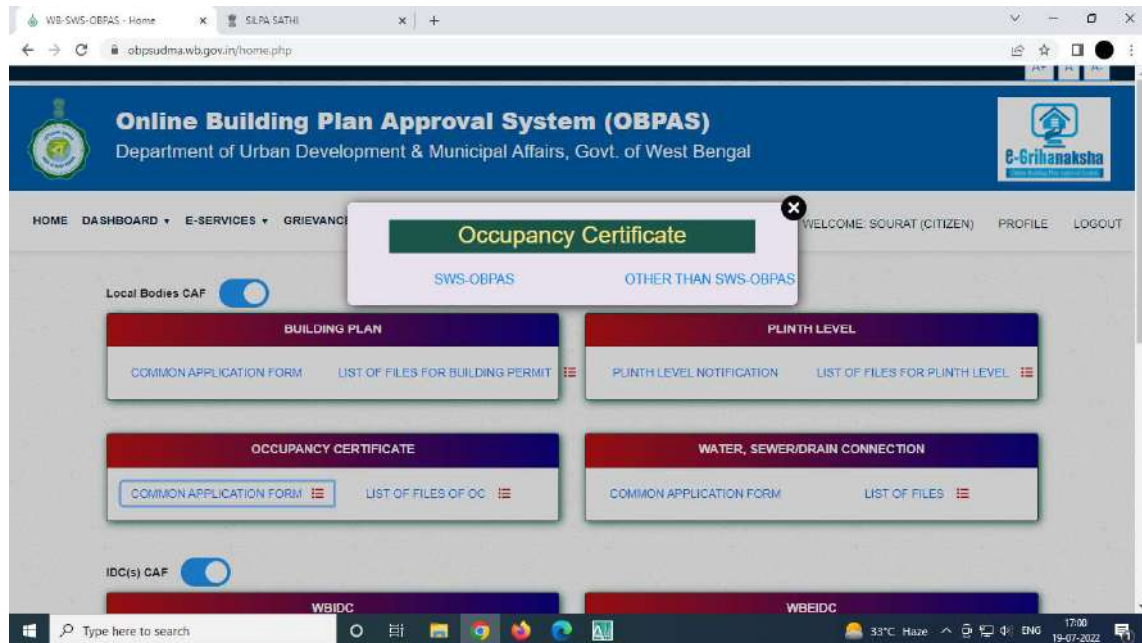 WB-SWS-OBPAS - Home
SILPA SATHI
obpsudma.wb.gov.in/home.php
A+ A A-
Online Building Plan Approval System (OBPAS)
Department of Urban Development & Municipal Affairs, Govt. of West Bengal
e-Grihanaksha
HOME DASHBOARD E-SERVICES
WELCOME: SOURAT (CITIZEN) PROFILE LOGOUT
Occupancy Certificate
SWS-OBPAS OTHER THAN SWS-OBPAS
Local Bodies CAF
BUILDING PLAN
COMMON APPLICATION FORM LIST OF FILES FOR BUILDING PERMIT
PLINTH LEVEL
PLINTH LEVEL NOTIFICATION LIST OF FILES FOR PLINTH LEVEL
OCCUPANCY CERTIFICATE
COMMON APPLICATION FORM LIST OF FILES OF OC
WATER, SEWER/DRAIN CONNECTION
COMMON APPLICATION FORM LIST OF FILES
IDC(s) CAF
WBIDC
WBEIDC
Type here to search
33°C Haze
ENG
17:00
19-07-2022